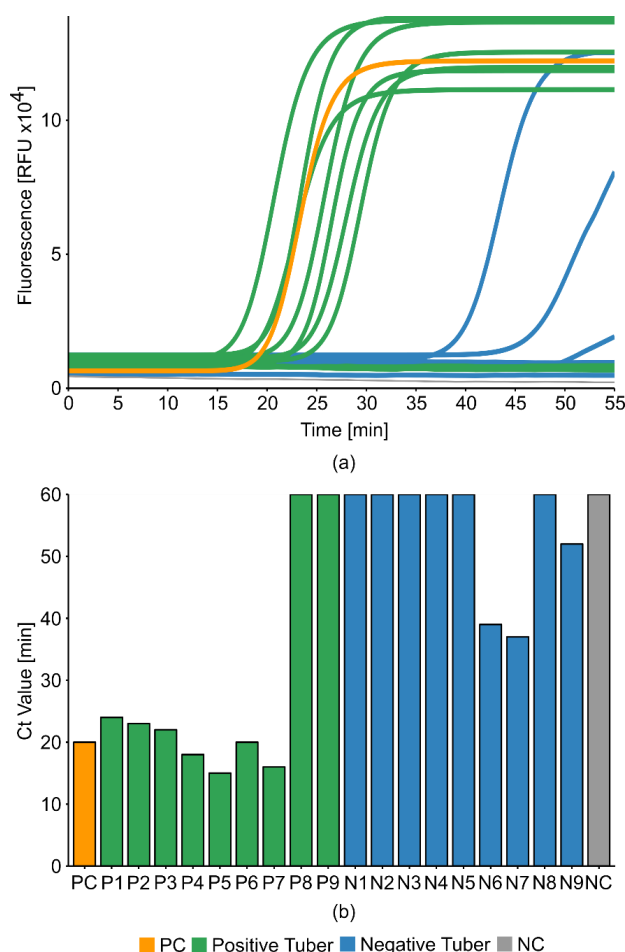 Fluorescence [RFU x10⁴]
10
5
0
0 5 10 15 20 25 30 35 40 45 50 55
Time [min]
(a)
Ct Value [min]
60
50
40
30
20
10
0
PC P1 P2 P3 P4 P5 P6 P7 P8 P9 N1 N2 N3 N4 N5 N6 N7 N8 N9 NC
(b)
PC Positive Tuber Negative Tuber NC